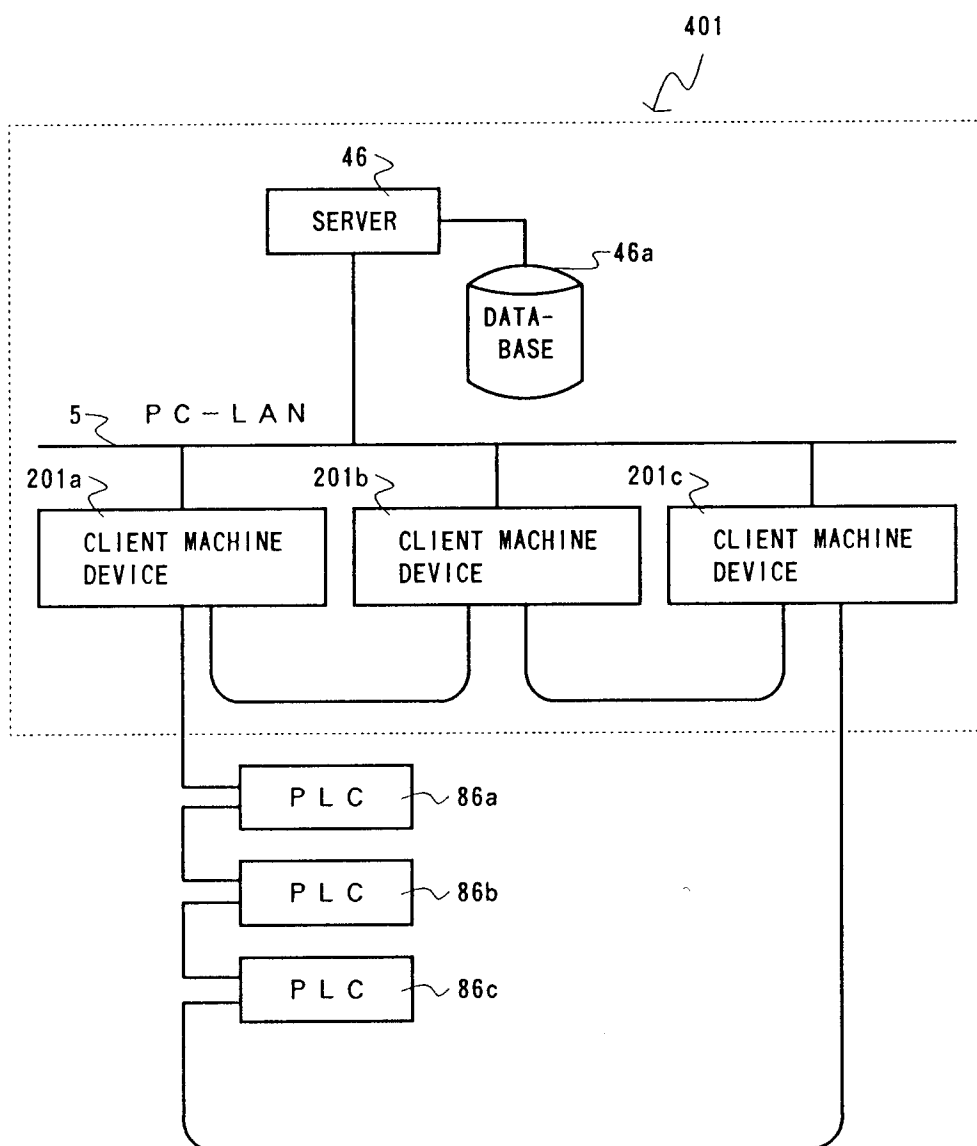 401
46
SERVER
46a
DATA-
BASE
5
PC-LAN
201a
201b
201c
CLIENT MACHINE
DEVICE
CLIENT MACHINE
DEVICE
CLIENT MACHINE
DEVICE
PLC
86a
PLC
86b
PLC
86c